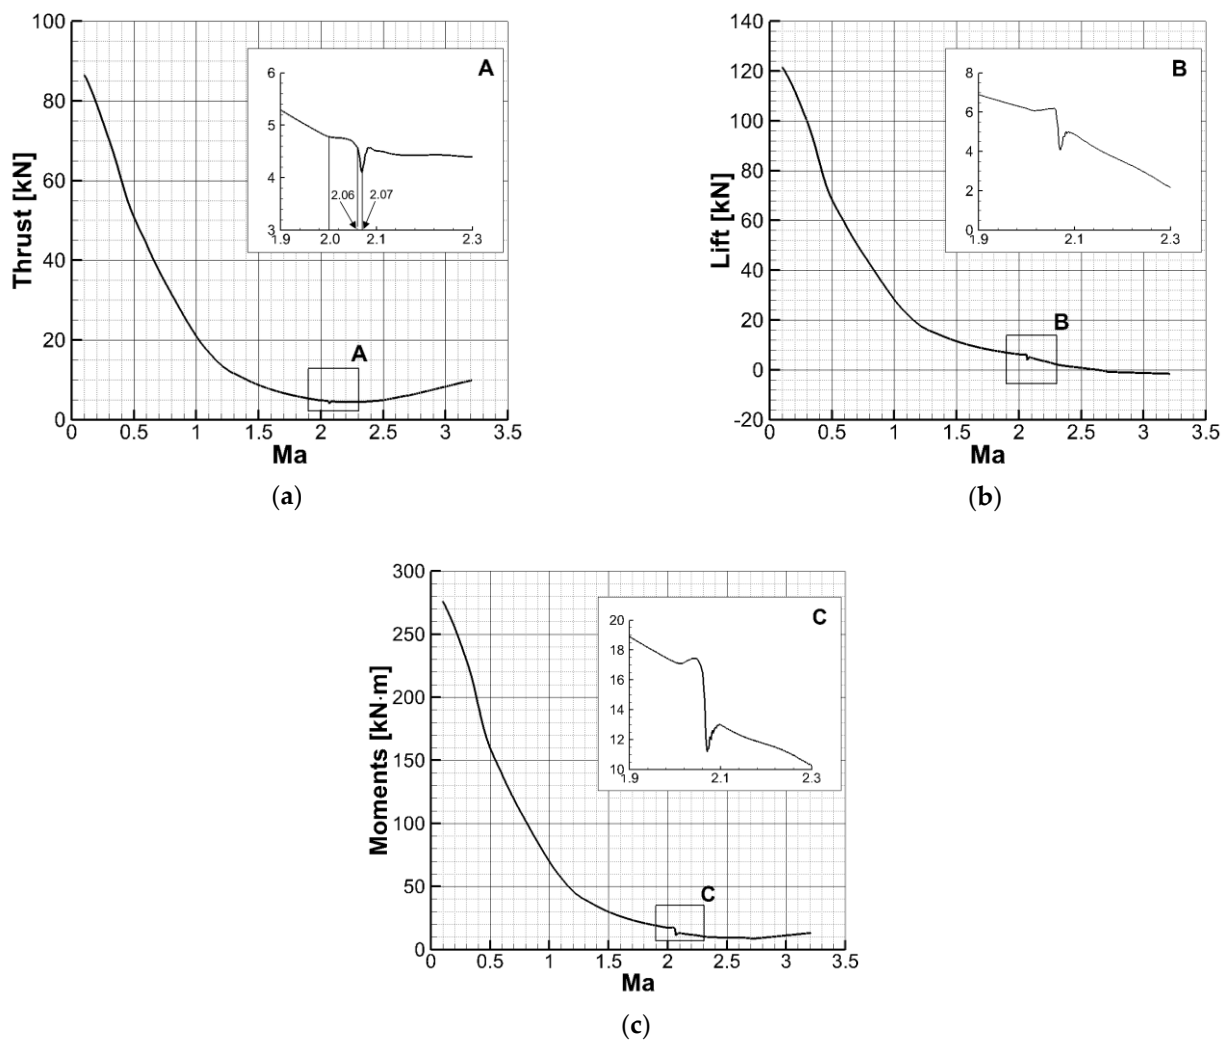 100
80
60
40
20
0
Thrust [kN]
0 0.5 1 1.5 2 2.5 3 3.5
Ma
A
6
5
4
3
2.06 2.07
1.9 2.0 2.1 2.3
A
(a)
140
120
100
80
60
40
20
0
-20
Lift [kN]
0 0.5 1 1.5 2 2.5 3 3.5
Ma
B
8
6
4
2
0
1.9 2.1 2.3
B
(b)
300
250
200
150
100
50
0
Moments [kN·m]
0 0.5 1 1.5 2 2.5 3 3.5
Ma
C
20
18
16
14
12
10
1.9 2.1 2.3
C
(c)